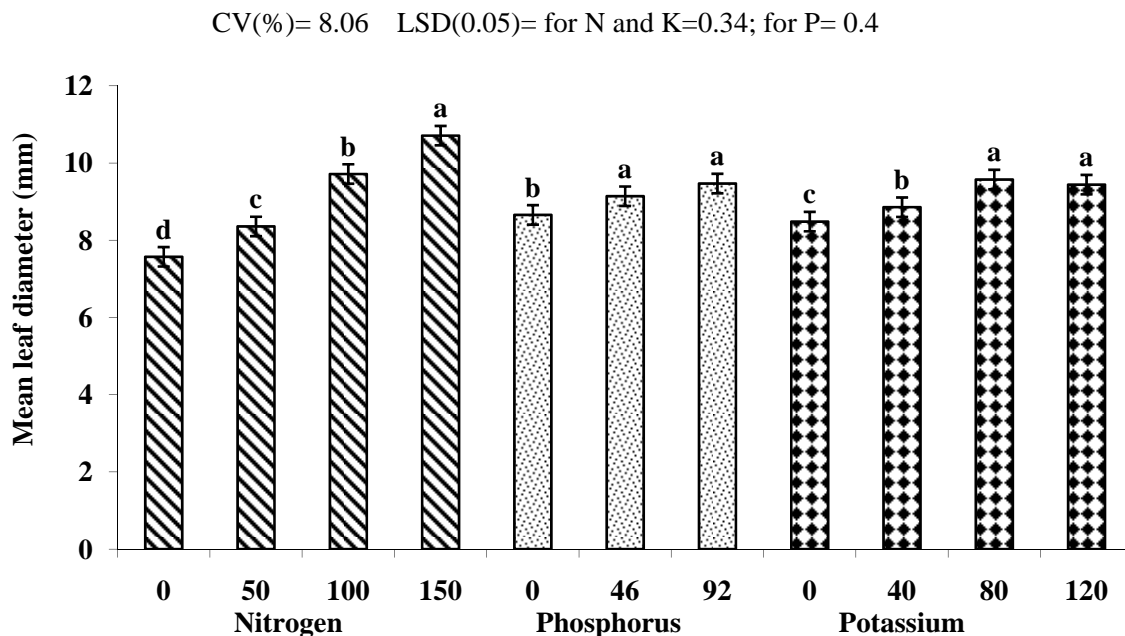 CV(%)= 8.06 LSD(0.05)= for N and K=0.34; for P= 0.4
Mean leaf diameter (mm)
12
10
8
6
4
2
0
d c b a b a a c b a a
0 50 100 150 0 46 92 0 40 80 120
Nitrogen Phosphorus Potassium